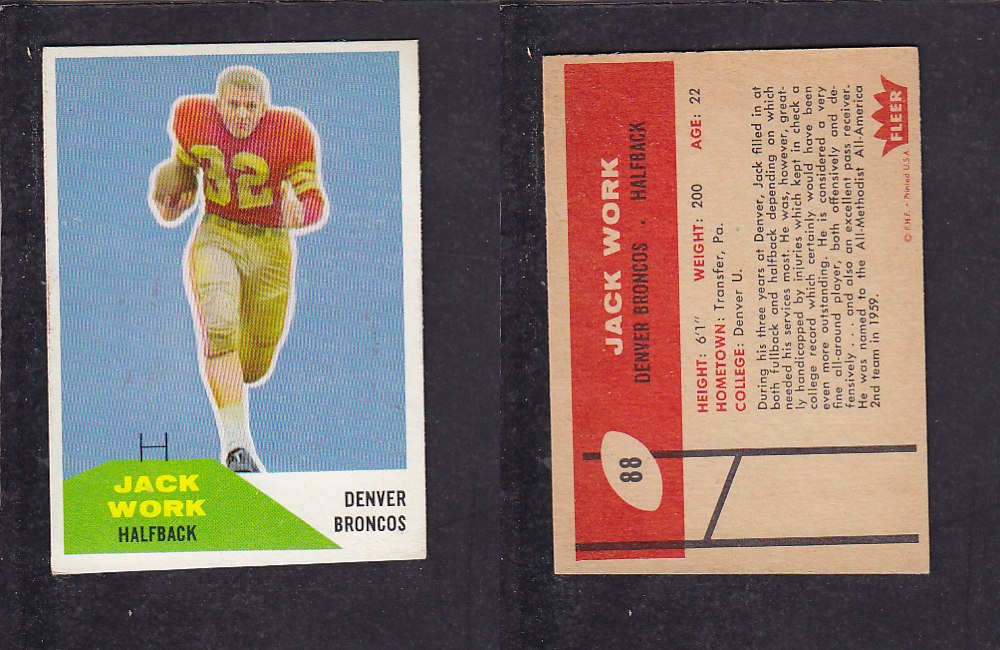 32
JACK
WORK
HALFBACK
DENVER
BRONCOS
88
JACK WORK
DENVER BRONCOS • HALFBACK
HEIGHT: 6'1" WEIGHT: 200 AGE: 22
HOMETOWN: Transfer, Pa.
COLLEGE: Denver U.
During his three years at Denver, Jack filled in at
both fullback and halfback depending on which
needed his services most. He was, however, great-
ly handicapped by injuries which kept in check a
college record which certainly would have been
even more outstanding. He is considered a very
fine all-around player, both offensively and de-
fensively . . . and also an excellent pass receiver.
He was named to the All-Methodist All-America
2nd team in 1959.
FLEER
© F.H.F. • Printed U.S.A.